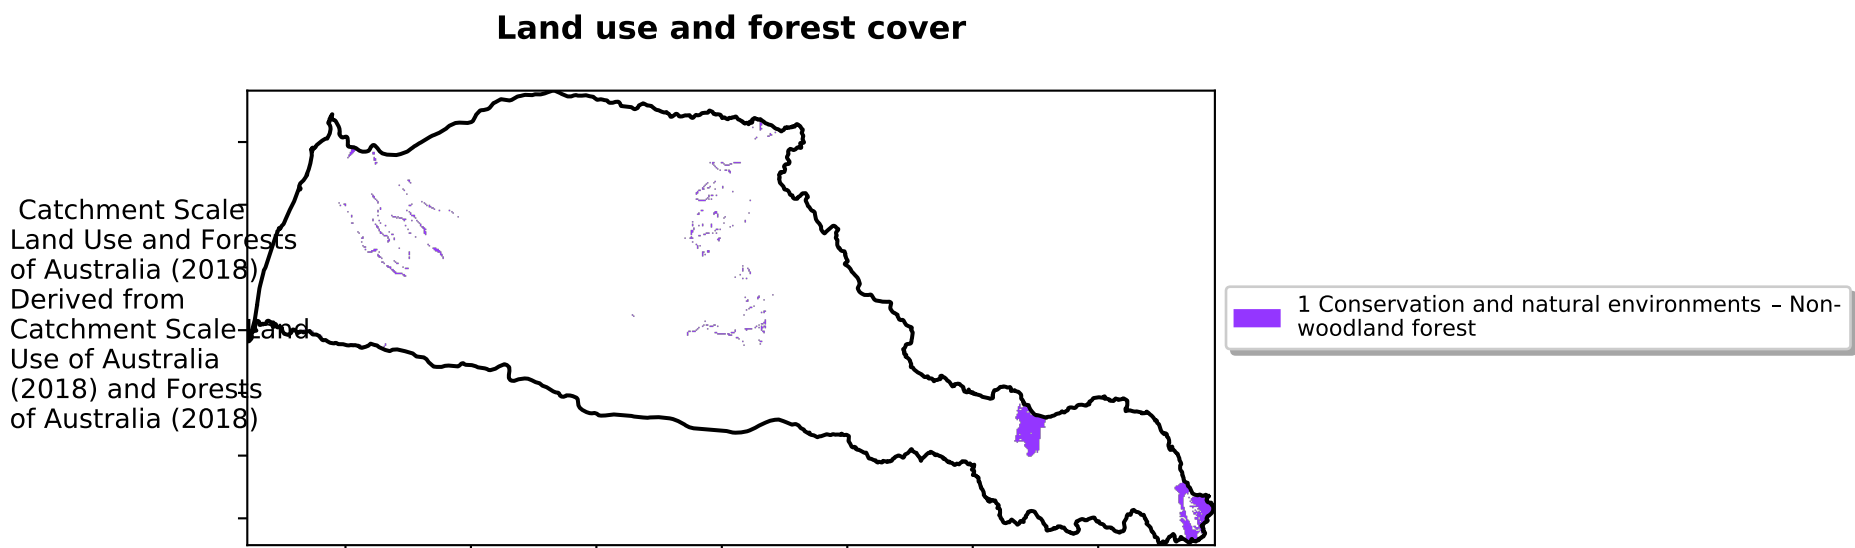 Land use and forest cover
Catchment Scale
Land Use and Forests
of Australia (2018)
Derived from
Catchment Scale Land
Use of Australia
(2018) and Forests
of Australia (2018)
1 Conservation and natural environments – Non-
woodland forest